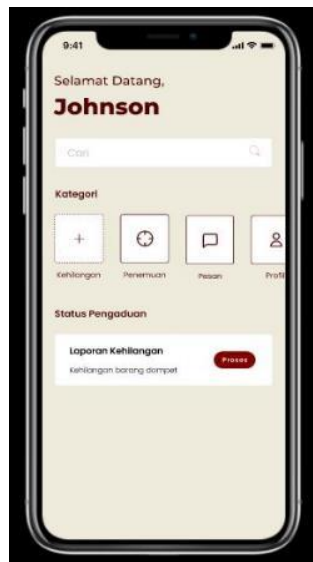 9:41
Selamat Datang,
Johnson
Cari
Kategori
Kehilangan Penemuan Pesan Profil
Status Pengaduan
Laporan Kehilangan
Kehilangan barang dompet
Proses